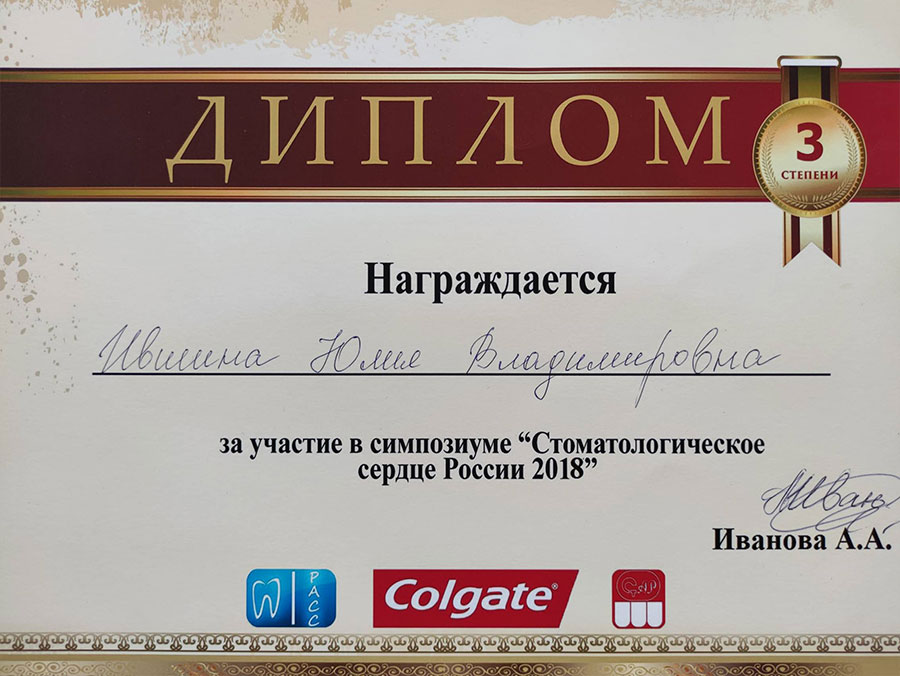 ДИПЛОМ
3
СТЕПЕНИ
Награждается
Ившина Юлия Владимировна
за участие в симпозиуме “Стоматологическое
сердце России 2018”
Иванова А.А.
РАСС
Colgate®